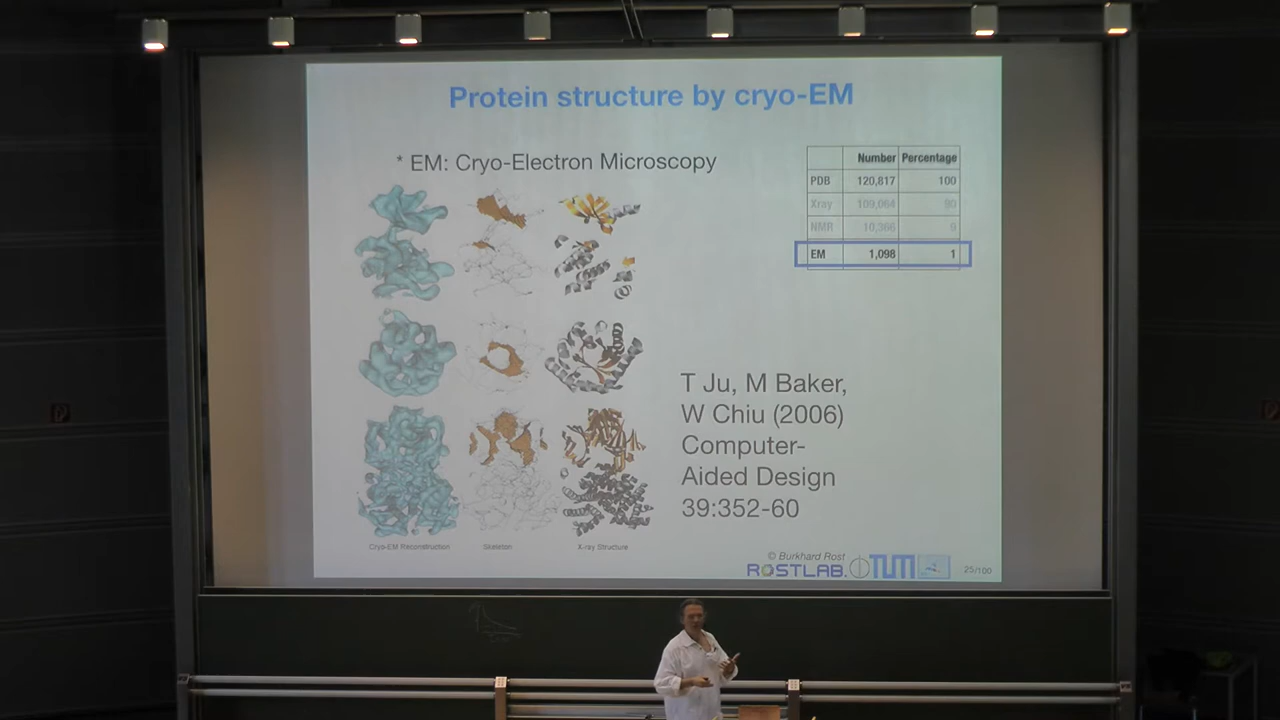 Protein structure by cryo-EM
* EM: Cryo-Electron Microscopy
Number Percentage
PDB 120,817 100
Xray 109,064 90
NMR 10,366 9
EM 1,098 1
T Ju, M Baker,
W Chiu (2006)
Computer-
Aided Design
39:352-60
Cryo-EM Reconstruction Skeleton X-ray Structure
© Burkhard Rost
ROSTLAB. TUM
25/100